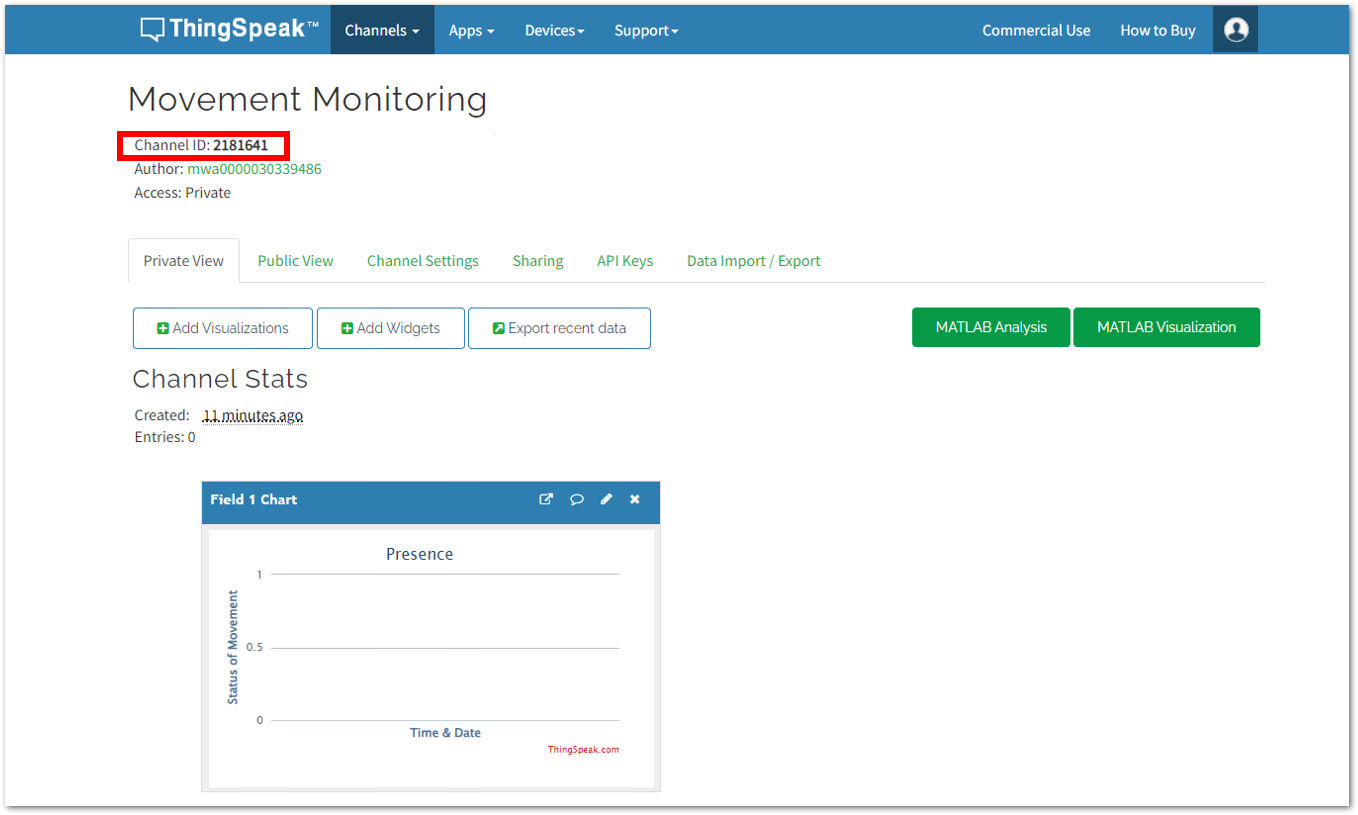 ThingSpeak™ Channels Apps Devices Support Commercial Use How to Buy
Movement Monitoring
Channel ID: 2181641
Author: mwa0000030339486
Access: Private
Private View Public View Channel Settings Sharing API Keys Data Import / Export
Add Visualizations Add Widgets Export recent data MATLAB Analysis MATLAB Visualization
Channel Stats
Created: 11 minutes ago
Entries: 0
Field 1 Chart
Presence
1
0.5
0
Status of Movement
Time & Date
ThingSpeak.com